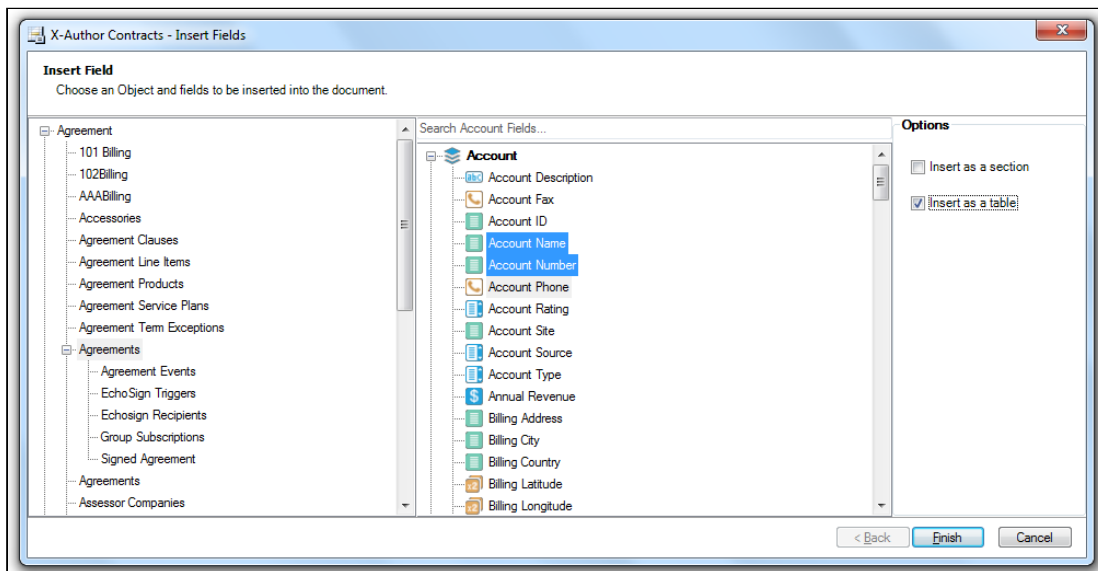 X-Author Contracts - Insert Fields
Insert Field
Choose an Object and fields to be inserted into the document.
Agreement
101 Billing
102Billing
AAABilling
Accessories
Agreement Clauses
Agreement Line Items
Agreement Products
Agreement Service Plans
Agreement Term Exceptions
Agreements
Agreement Events
EchoSign Triggers
Echosign Recipients
Group Subscriptions
Signed Agreement
Agreements
Assessor Companies
Search Account Fields...
Account
abc Account Description
Account Fax
Account ID
Account Name
Account Number
Account Phone
Account Rating
Account Site
Account Source
Account Type
$ Annual Revenue
Billing Address
Billing City
Billing Country
12 Billing Latitude
12 Billing Longitude
Options
Insert as a section
Insert as a table
< Back
Finish
Cancel